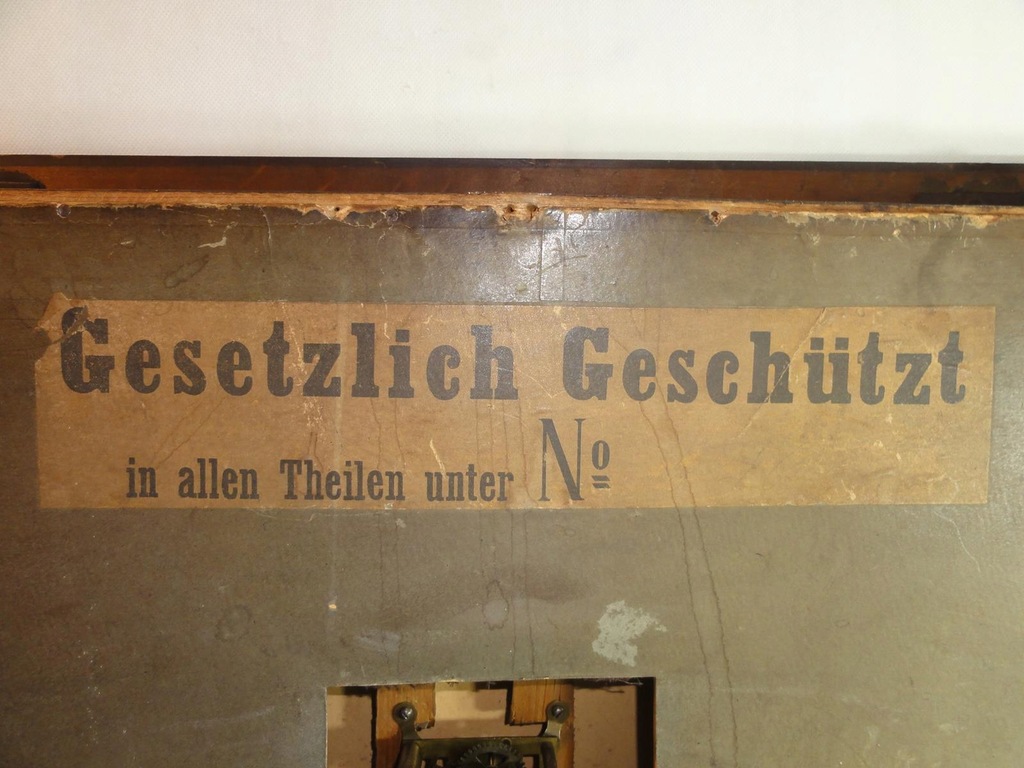 Gesetzlich Geschützt
in allen Theilen unter No